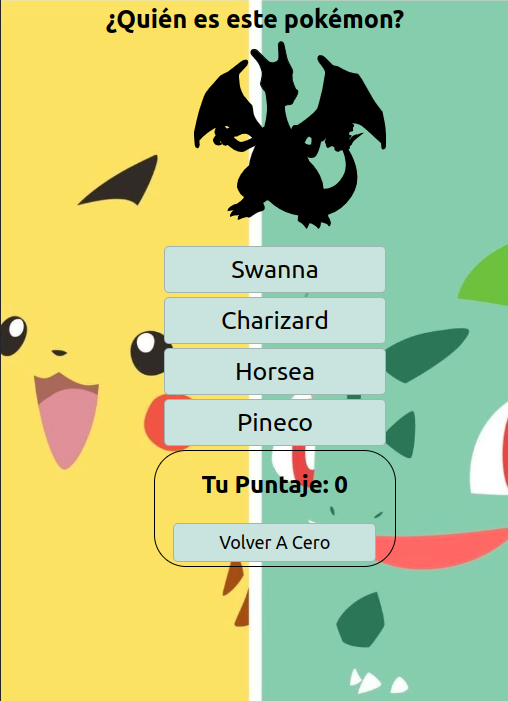 ¿Quién es este pokémon?
Swanna
Charizard
Horsea
Pineco
Tu Puntaje: 0
Volver A Cero